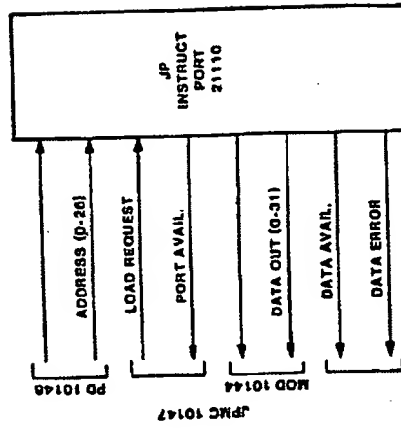 JP
INSTRUCT
PORT
21110
ADDRESS (0-26)
LOAD REQUEST
PORT AVAIL.
DATA OUT (0-31)
DATA AVAIL.
DATA ERROR
PD 10146
MOD 10144
JPMC 10147